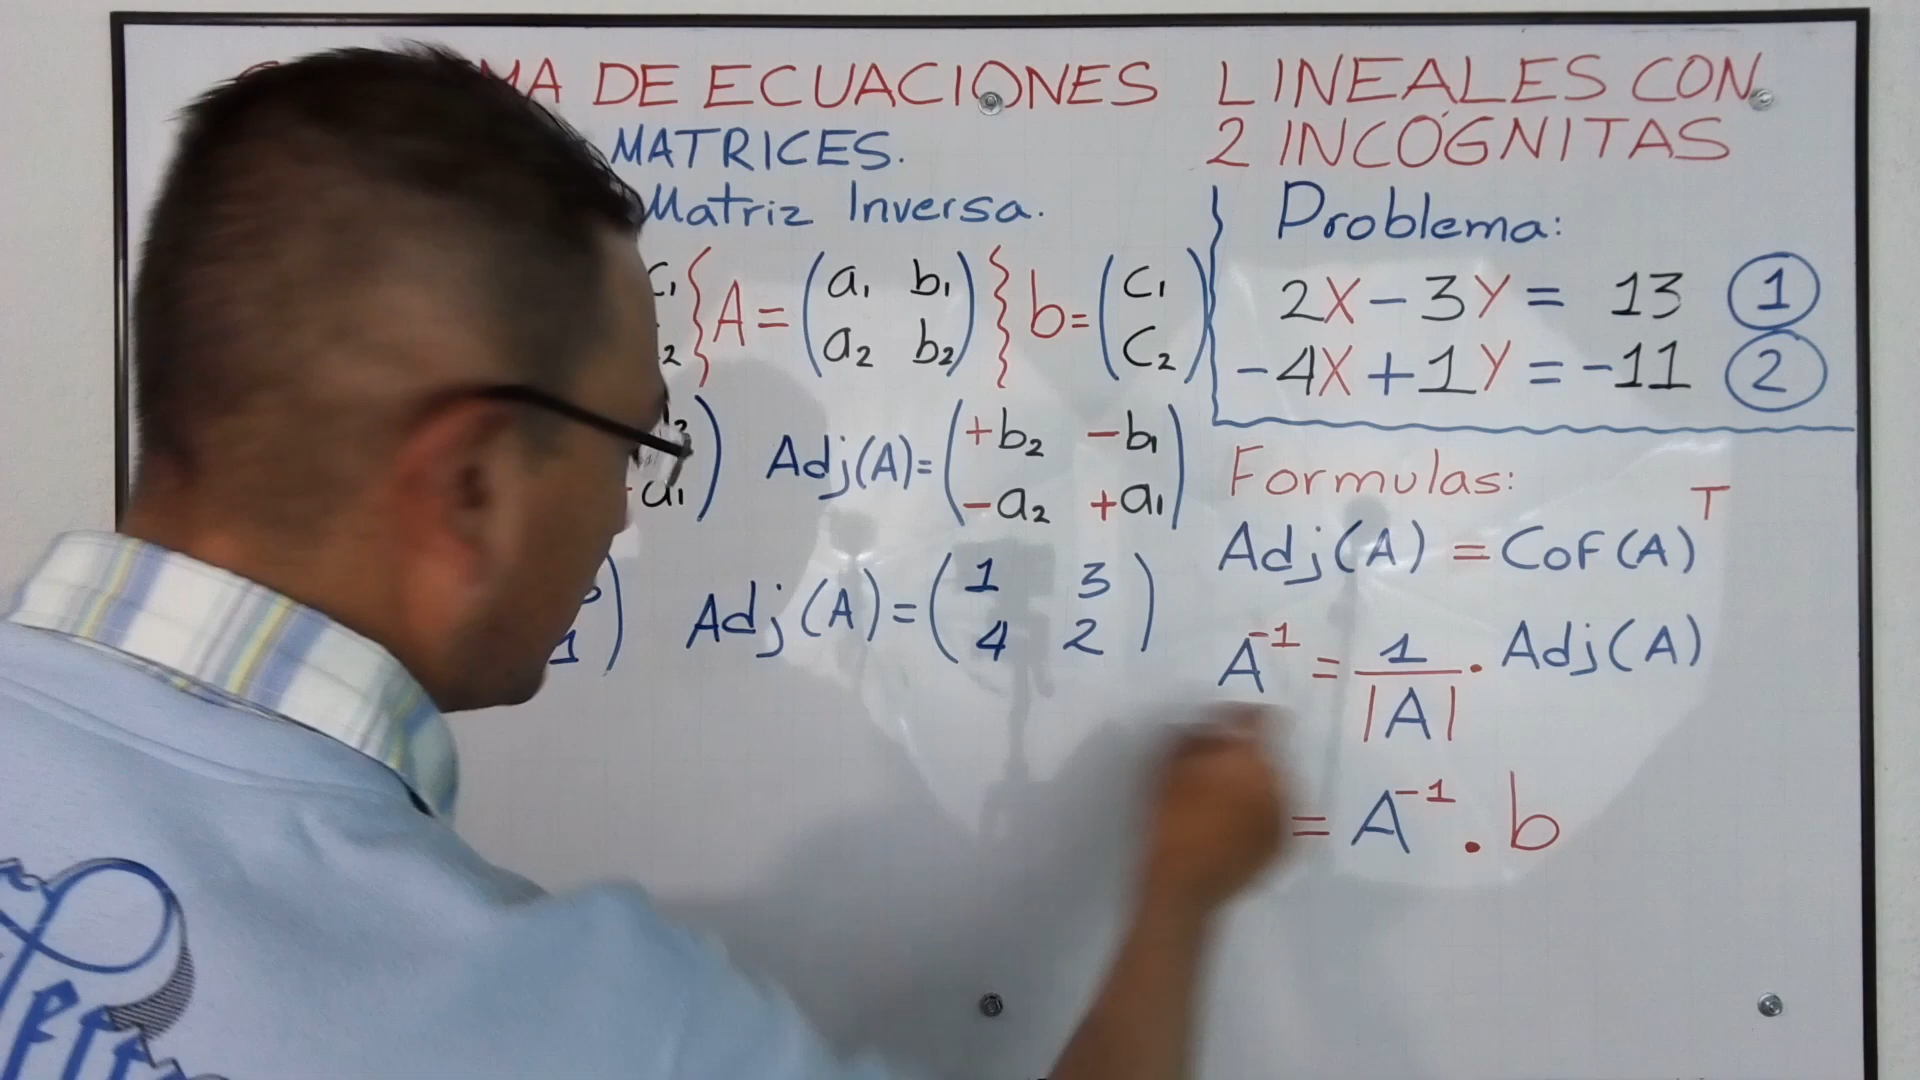 DE ECUACIONES LINEALES CON
2 INCÓGNITAS
MATRICES.
Matriz Inversa.
c₁ { A = ( a₁ b₁ a₂ b₂ ) { b = ( C₁ C₂ )
Adj(A) = ( +b₂ -b₁ -a₂ +a₁ )
Adj(A) = ( 1 3 4 2 )
Problema:
2X - 3Y = 13 ①
-4X + 1Y = -11 ②
Formulas:
Adj(A) = COF(A)ᵀ
A⁻¹ = 1/|A| · Adj(A)
= A⁻¹ . b